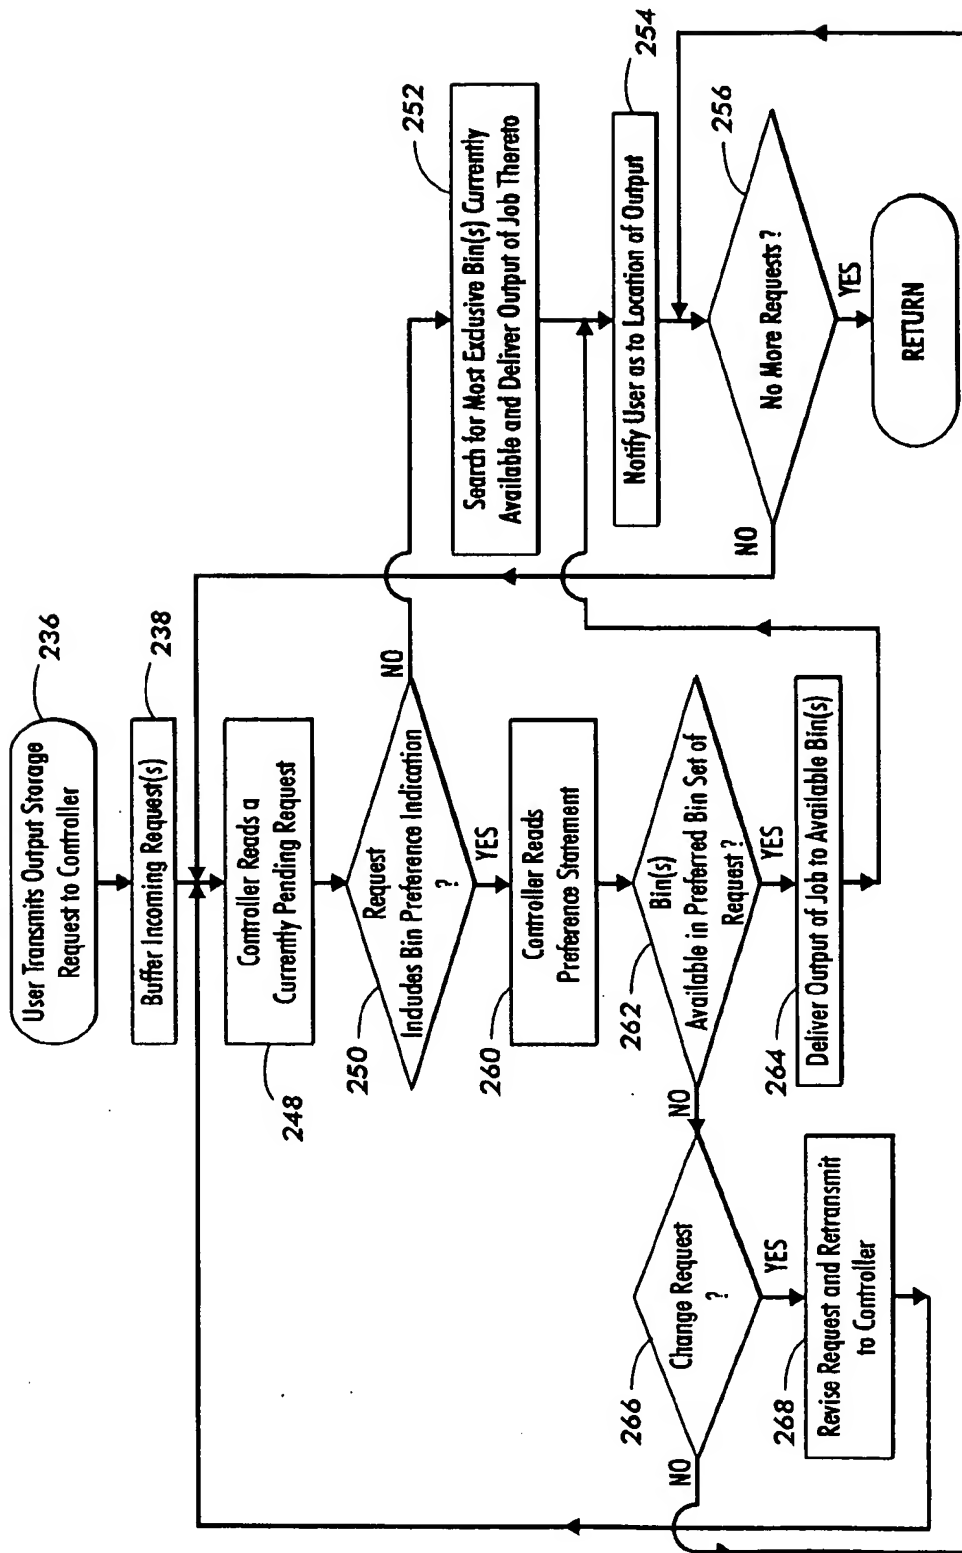 User Transmits Output Storage
Request to Controller
236
Buffer Incoming Request(s)
238
Controller Reads a
Currently Pending Request
248
Request
Includes Bin Preference Indication
?
250
NO
YES
Search for Most Exclusive Bin(s) Currently
Available and Deliver Output of Job Thereto
252
Notify User as to Location of Output
254
No More Requests ?
256
NO
YES
RETURN
Controller Reads
Preference Statement
260
Bin(s)
Available in Preferred Bin Set of
Request ?
262
NO
YES
Deliver Output of Job to Available Bin(s)
264
Change Request
?
266
NO
YES
Revise Request and Retransmit
to Controller
268